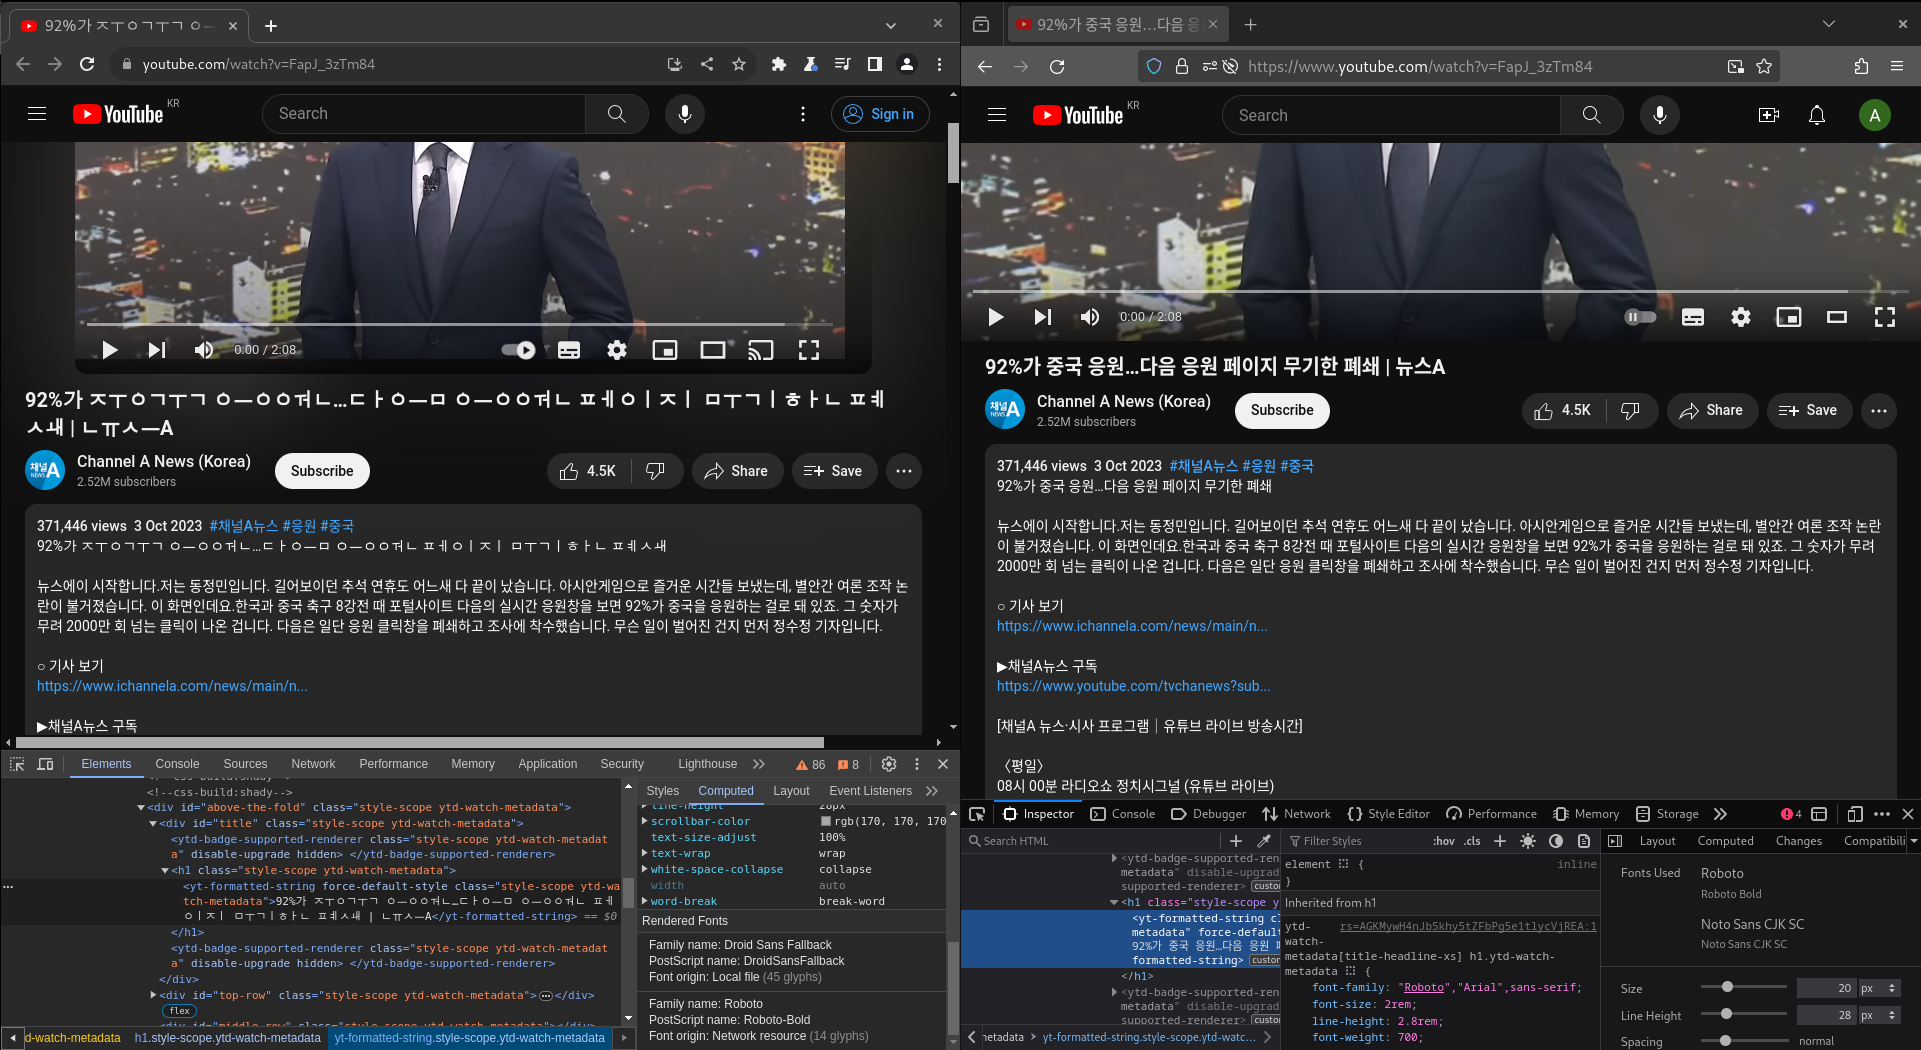 92%가 ㅈㅜㅇㄱㅜㄱ ㅇ
92%가 중국 응원…다음 응
youtube.com/watch?v=FapJ_3zTm84
https://www.youtube.com/watch?v=FapJ_3zTm84
YouTube KR
Search
Sign in
YouTube KR
Search
A
0:00 / 2:08
0:00 / 2:08
92%가 ㅈㅜㅇㄱㅜㄱ ㅇㅡㅇㅇㅝㄴ…ㄷㅏㅇㅡㅁ ㅇㅡㅇㅇㅝㄴ ㅍㅔㅇㅣㅈㅣ ㅁㅜㄱㅣㅎㅏㄴ ㅍㅖ
ㅅㅙ | ㄴㅠㅅㅡA
채널A NEWS
Channel A News (Korea)
2.52M subscribers
Subscribe
4.5K
Share
Save
371,446 views 3 Oct 2023 #채널A뉴스 #응원 #중국
92%가 ㅈㅜㅇㄱㅜㄱ ㅇㅡㅇㅇㅝㄴ…ㄷㅏㅇㅡㅁ ㅇㅡㅇㅇㅝㄴ ㅍㅔㅇㅣㅈㅣ ㅁㅜㄱㅣㅎㅏㄴ ㅍㅖㅅㅙ
뉴스에이 시작합니다.저는 동정민입니다. 길어보이던 추석 연휴도 어느새 다 끝이 났습니다. 아시안게임으로 즐거운 시간들 보냈는데, 별안간 여론 조작 논
란이 불거졌습니다. 이 화면인데요.한국과 중국 축구 8강전 때 포털사이트 다음의 실시간 응원창을 보면 92%가 중국을 응원하는 걸로 돼 있죠. 그 숫자가
무려 2000만 회 넘는 클릭이 나온 겁니다. 다음은 일단 응원 클릭창을 폐쇄하고 조사에 착수했습니다. 무슨 일이 벌어진 건지 먼저 정수정 기자입니다.
○ 기사 보기
https://www.ichannela.com/news/main/n...
▶채널A뉴스 구독
92%가 중국 응원…다음 응원 페이지 무기한 폐쇄 | 뉴스A
채널A NEWS
Channel A News (Korea)
2.52M subscribers
Subscribe
4.5K
Share
Save
371,446 views 3 Oct 2023 #채널A뉴스 #응원 #중국
92%가 중국 응원…다음 응원 페이지 무기한 폐쇄
뉴스에이 시작합니다.저는 동정민입니다. 길어보이던 추석 연휴도 어느새 다 끝이 났습니다. 아시안게임으로 즐거운 시간들 보냈는데, 별안간 여론 조작 논란
이 불거졌습니다. 이 화면인데요.한국과 중국 축구 8강전 때 포털사이트 다음의 실시간 응원창을 보면 92%가 중국을 응원하는 걸로 돼 있죠. 그 숫자가 무려
2000만 회 넘는 클릭이 나온 겁니다. 다음은 일단 응원 클릭창을 폐쇄하고 조사에 착수했습니다. 무슨 일이 벌어진 건지 먼저 정수정 기자입니다.
○ 기사 보기
https://www.ichannela.com/news/main/n...
▶채널A뉴스 구독
https://www.youtube.com/tvchanews?sub...
[채널A 뉴스·시사 프로그램｜유튜브 라이브 방송시간]
〈평일〉
08시 00분 라디오쇼 정치시그널 (유튜브 라이브)
Elements Console Sources Network Performance Memory Application Security Lighthouse 86 8
<!--css-build:shady-->
<!--css-build:shady-->
<div id="above-the-fold" class="style-scope ytd-watch-metadata">
<div id="title" class="style-scope ytd-watch-metadata">
<ytd-badge-supported-renderer class="style-scope ytd-watch-metadat
a" disable-upgrade hidden> </ytd-badge-supported-renderer>
<h1 class="style-scope ytd-watch-metadata">
<yt-formatted-string force-default-style class="style-scope ytd-wa
tch-metadata">92%가 ㅈㅜㅇㄱㅜㄱ ㅇㅡㅇㅇㅝㄴ…ㄷㅏㅇㅡㅁ ㅇㅡㅇㅇㅝㄴ ㅍㅔ
ㅇㅣㅈㅣ ㅁㅜㄱㅣㅎㅏㄴ ㅍㅖㅅㅙ | ㄴㅠㅅㅡA</yt-formatted-string> == $0
</h1>
<ytd-badge-supported-renderer class="style-scope ytd-watch-metadat
a" disable-upgrade hidden> </ytd-badge-supported-renderer>
</div>
<div id="top-row" class="style-scope ytd-watch-metadata">…</div>
flex
<div id="middle-row" class="style-scope ytd-watch-metadata"></div>
d-watch-metadata h1.style-scope.ytd-watch-metadata yt-formatted-string.style-scope.ytd-watch-metadata
Styles Computed Layout Event Listeners
line-height 28px
scrollbar-color rgb(170, 170, 170
text-size-adjust 100%
text-wrap wrap
white-space-collapse collapse
width auto
word-break break-word
Rendered Fonts
Family name: Droid Sans Fallback
PostScript name: DroidSansFallback
Font origin: Local file (45 glyphs)
Family name: Roboto
PostScript name: Roboto-Bold
Font origin: Network resource (14 glyphs)
Inspector Console Debugger Network Style Editor Performance Memory Storage 4
Search HTML
<ytd-badge-supported-ren
metadata" disable-upgrad
supported-renderer> custo
<h1 class="style-scope y
<yt-formatted-string cl
metadata" force-defaul
92%가 중국 응원…다음 응원 페
formatted-string> custor
</h1>
<ytd-badge-supported-ren
metadata" disable-upgrad
supported-renderer> custo
metadata yt-formatted-string.style-scope.ytd-watc…
Filter Styles :hov .cls
element { inline
}
Inherited from h1
ytd- rs=AGKMywH4nJb5khy5tZFbPg5e1tlycVjREA:1
watch-
metadata[title-headline-xs] h1.ytd-watch-
metadata {
font-family: "Roboto","Arial",sans-serif;
font-size: 2rem;
line-height: 2.8rem;
font-weight: 700;
Layout Computed Changes Compatibili
Fonts Used Roboto
Roboto Bold
Noto Sans CJK SC
Noto Sans CJK SC
Size 20 px
Line Height 28 px
Spacing normal